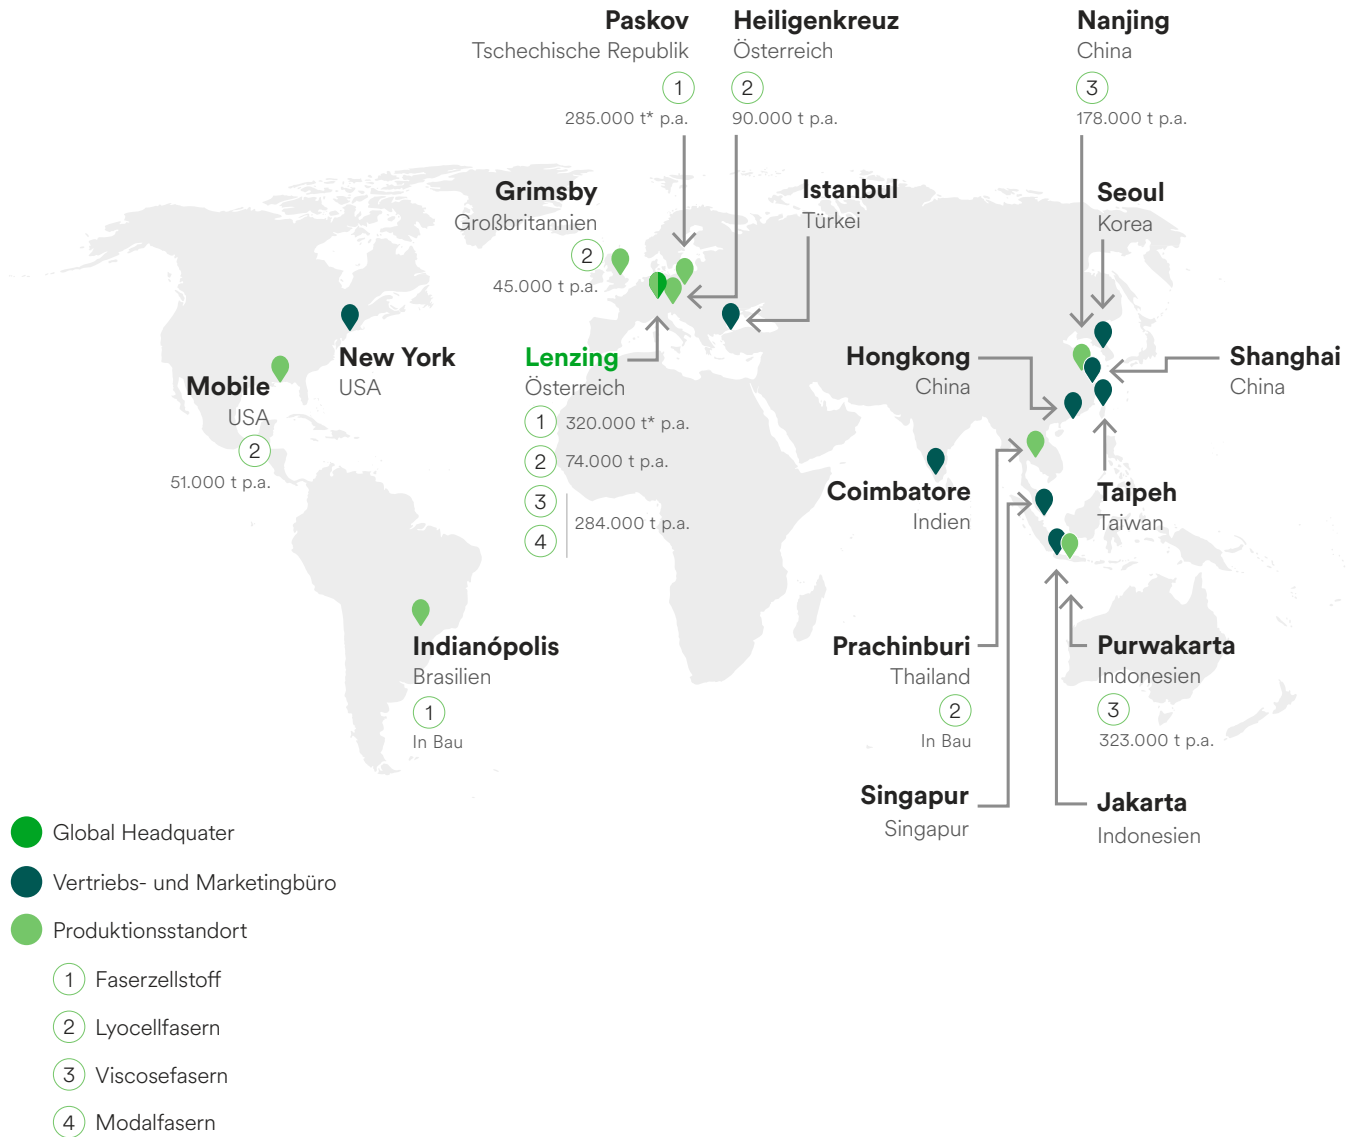 Paskov
Tschechische Republik
1
285.000 t* p.a.
Heiligenkreuz
Österreich
2
90.000 t p.a.
Nanjing
China
3
178.000 t p.a.
Grimsby
Großbritannien
2
45.000 t p.a.
Istanbul
Türkei
Seoul
Korea
New York
USA
Mobile
USA
2
51.000 t p.a.
Lenzing
Österreich
1 320.000 t* p.a.
2 74.000 t p.a.
3
4
284.000 t p.a.
Hongkong
China
Shanghai
China
Coimbatore
Indien
Taipeh
Taiwan
Indianópolis
Brasilien
1
In Bau
Prachinburi
Thailand
2
In Bau
Purwakarta
Indonesien
3
323.000 t p.a.
Singapur
Singapur
Jakarta
Indonesien
Global Headquater
Vertriebs- und Marketingbüro
Produktionsstandort
1 Faserzellstoff
2 Lyocellfasern
3 Viscosefasern
4 Modalfasern